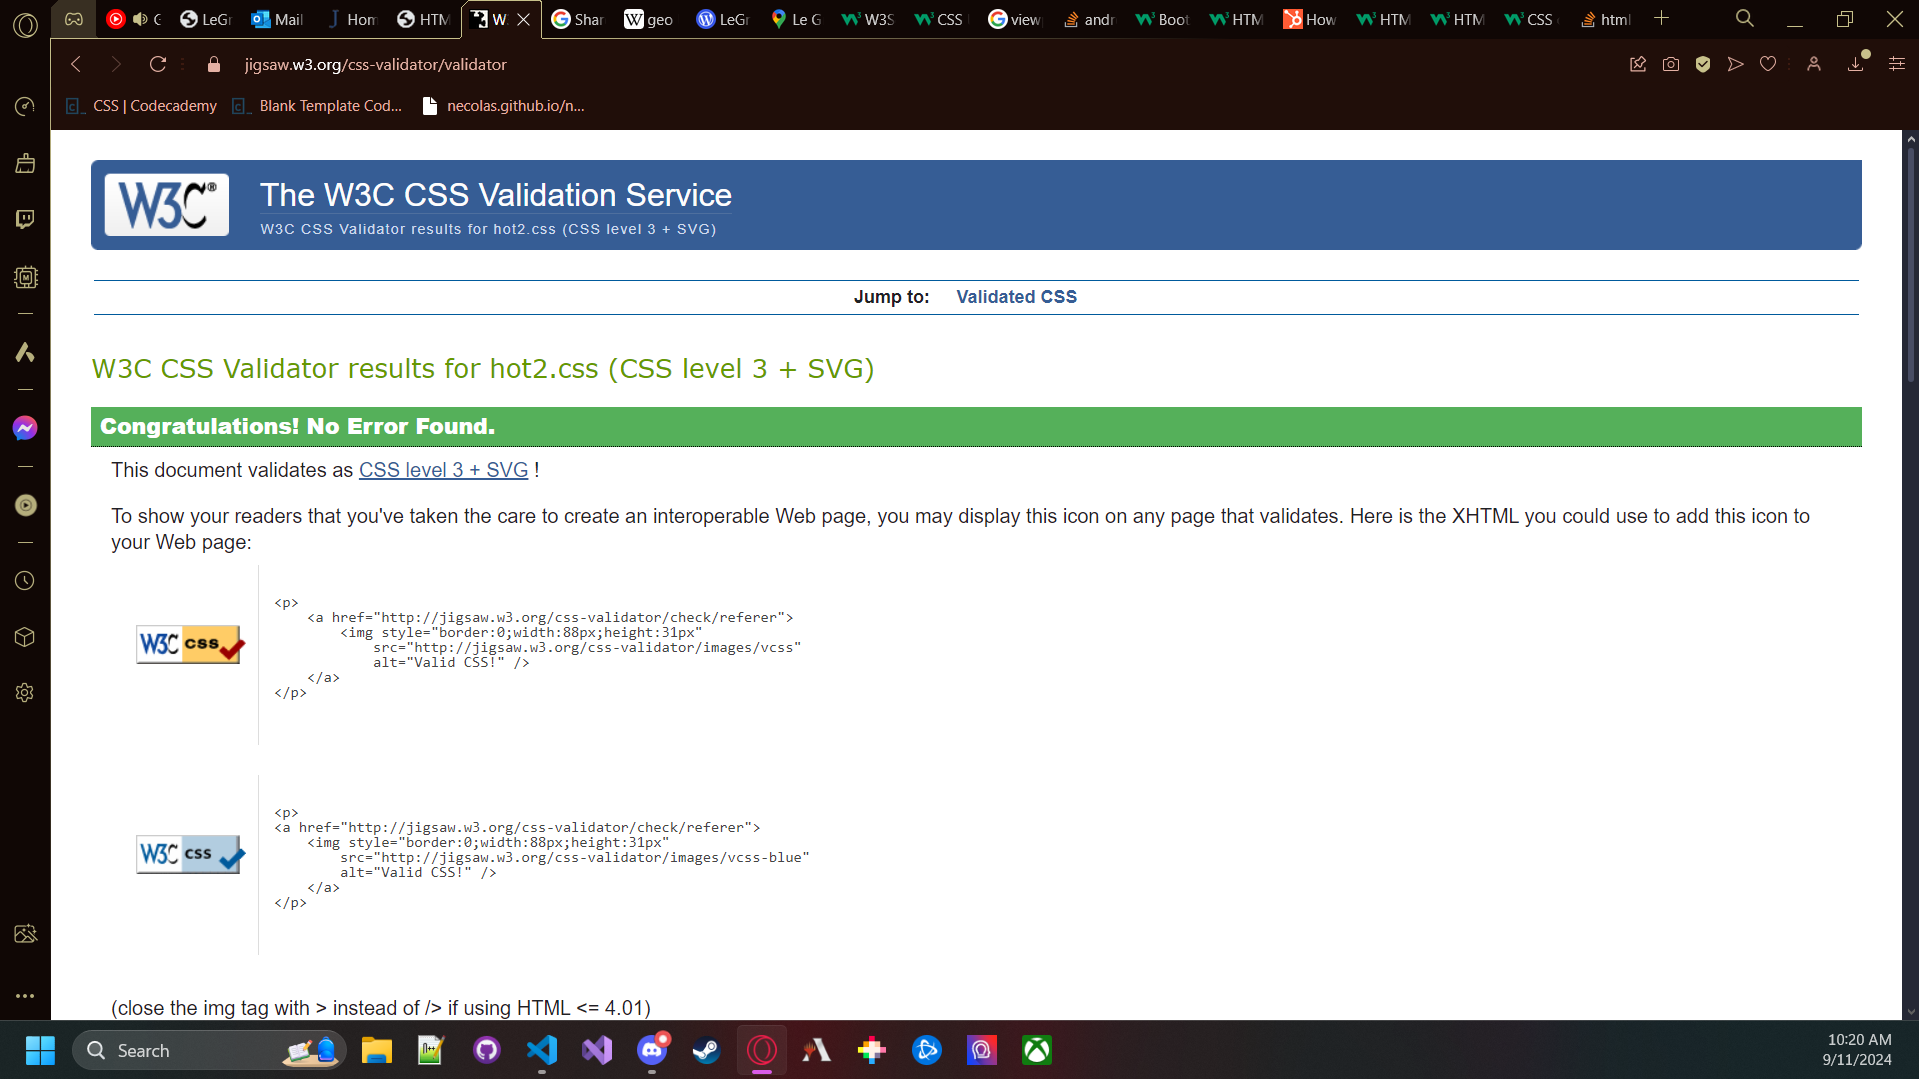 G
LeGr
Mail
Hom
HTM
W
Shar
geo
LeGr
Le G
W3S
CSS
view
andr
Boot
HTM
How
HTM
HTM
CSS
html
jigsaw.w3.org/css-validator/validator
CSS | Codecademy
Blank Template Cod...
necolas.github.io/n...
W3C®
The W3C CSS Validation Service
W3C CSS Validator results for hot2.css (CSS level 3 + SVG)
Jump to: Validated CSS
W3C CSS Validator results for hot2.css (CSS level 3 + SVG)
Congratulations! No Error Found.
This document validates as CSS level 3 + SVG !
To show your readers that you've taken the care to create an interoperable Web page, you may display this icon on any page that validates. Here is the XHTML you could use to add this icon to
your Web page:
W3C css
<p>
<a href="http://jigsaw.w3.org/css-validator/check/referer">
<img style="border:0;width:88px;height:31px"
src="http://jigsaw.w3.org/css-validator/images/vcss"
alt="Valid CSS!" />
</a>
</p>
W3C css
<p>
<a href="http://jigsaw.w3.org/css-validator/check/referer">
<img style="border:0;width:88px;height:31px"
src="http://jigsaw.w3.org/css-validator/images/vcss-blue"
alt="Valid CSS!" />
</a>
</p>
(close the img tag with > instead of /> if using HTML <= 4.01)
Search
10:20 AM
9/11/2024